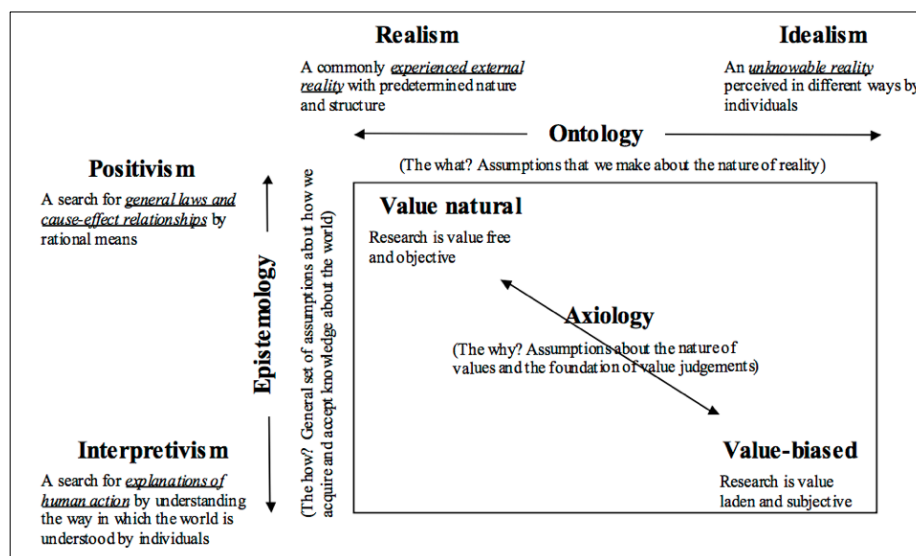 Realism
A commonly experienced external
reality with predetermined nature
and structure
Idealism
An unknowable reality
perceived in different ways by
individuals
Ontology
(The what? Assumptions that we make about the nature of reality)
Positivism
A search for general laws and
cause-effect relationships by
rational means
Epistemology
(The how? General set of assumptions about how we
acquire and accept knowledge about the world)
Interpretivism
A search for explanations of
human action by understanding
the way in which the world is
understood by individuals
Value natural
Research is value free
and objective
Axiology
(The why? Assumptions about the nature of
values and the foundation of value judgements)
Value-biased
Research is value
laden and subjective